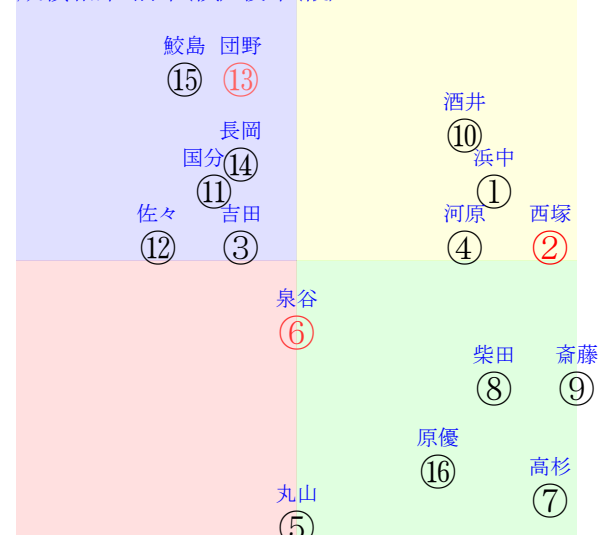 鮫島 団野
⑮ ⑬
酒井
⑩
長岡
⑭
国分
⑪
浜中
①
佐々 吉田
⑫ ③
河原 西塚
④ ②
泉谷
⑥
柴田 斎藤
⑧ ⑨
原優
⑯
高杉
⑦
丸山
⑤